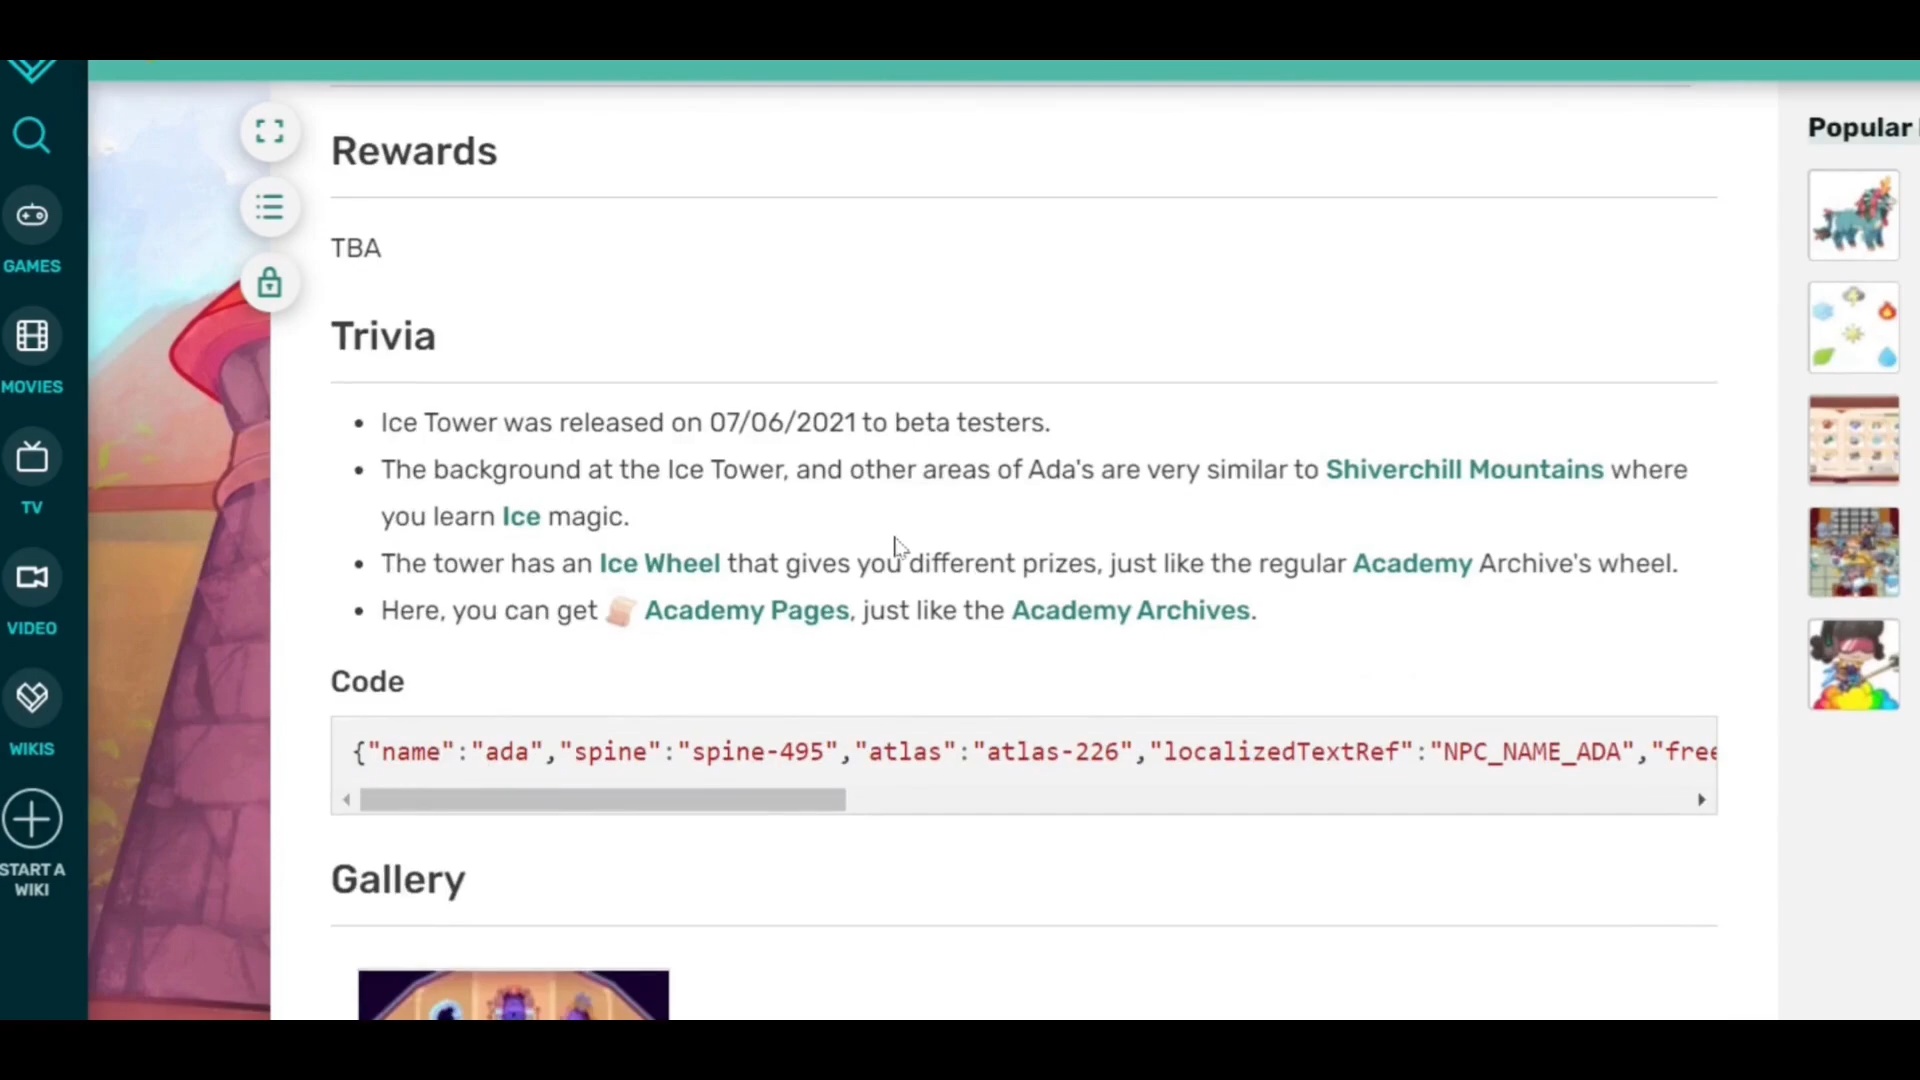 Popular
Rewards
GAMES
TBA
Trivia
MOVIES
Ice Tower was released on 07/06/2021 to beta testers.
The background at the Ice Tower, and other areas of Ada's are very similar to Shiverchill Mountains where
you learn Ice magic.
TV
The tower has an Ice Wheel that gives you different prizes, just like the regular Academy Archive's wheel.
Here, you can get Academy Pages, just like the Academy Archives.
VIDEO
Code
WIKIS
{"name":"ada","spine":"spine-495","atlas":"atlas-226","localizedTextRef":"NPC_NAME_ADA","free
START A
WIKI
Gallery